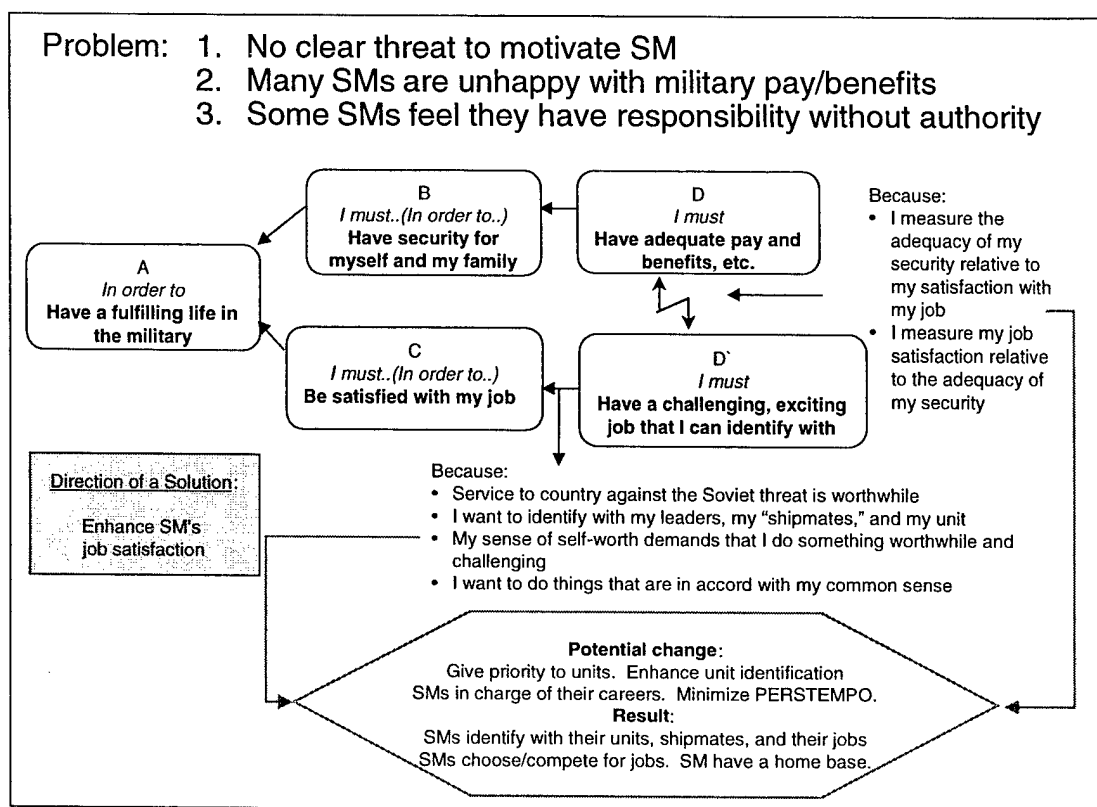 Problem: 1. No clear threat to motivate SM
2. Many SMs are unhappy with military pay/benefits
3. Some SMs feel they have responsibility without authority
A
In order to
Have a fulfilling life in
the military
B
I must..(In order to..)
Have security for
myself and my family
D
I must
Have adequate pay and
benefits, etc.
Because:
• I measure the
adequacy of my
security relative to
my satisfaction with
my job
• I measure my job
satisfaction relative
to the adequacy of
my security
C
I must..(In order to..)
Be satisfied with my job
D`
I must
Have a challenging, exciting
job that I can identify with
Direction of a Solution:
Enhance SM's
job satisfaction
Because:
• Service to country against the Soviet threat is worthwhile
• I want to identify with my leaders, my "shipmates," and my unit
• My sense of self-worth demands that I do something worthwhile and
challenging
• I want to do things that are in accord with my common sense
Potential change:
Give priority to units. Enhance unit identification
SMs in charge of their careers. Minimize PERSTEMPO.
Result:
SMs identify with their units, shipmates, and their jobs
SMs choose/compete for jobs. SM have a home base.